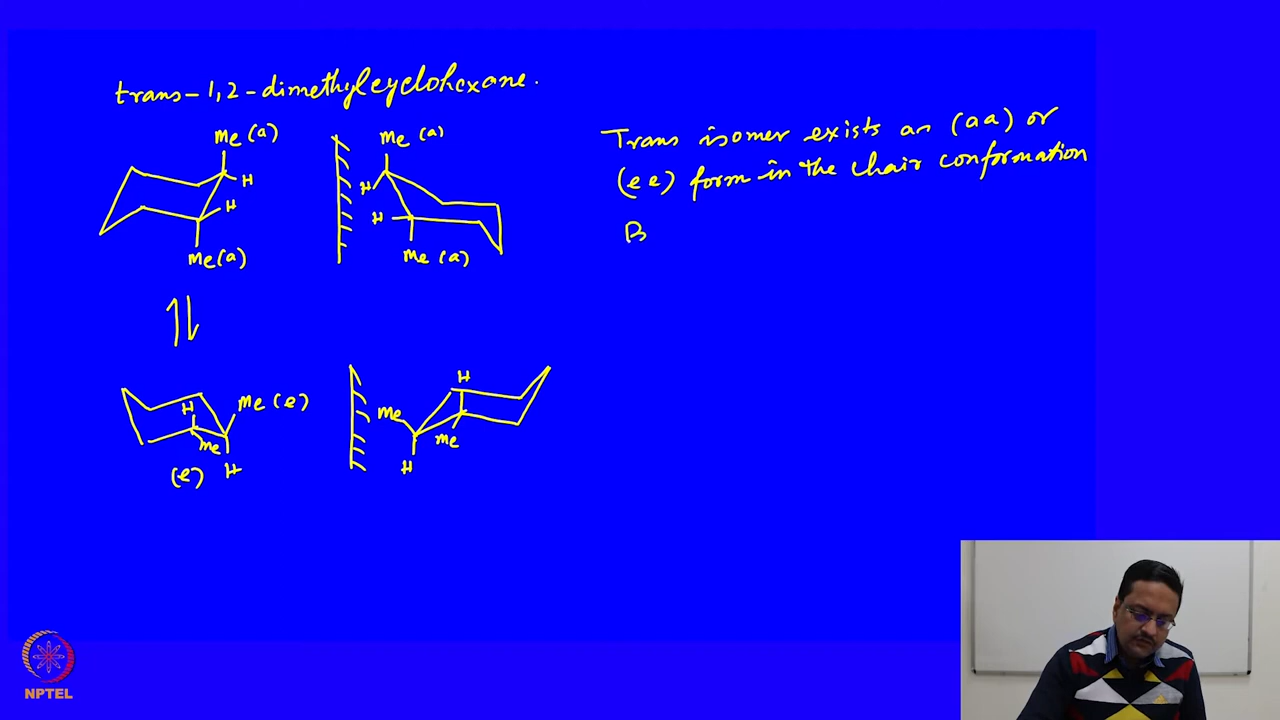 trans-1,2-dimethylcyclohexane.
Me (a)
H
H
Me (a)
Me (a)
H
H
Me (a)
Trans isomer exists as (aa) or
(ee) form in the chair conformation
B
H
Me (e)
Me
(e)
H
H
Me
Me
H
NPTEL